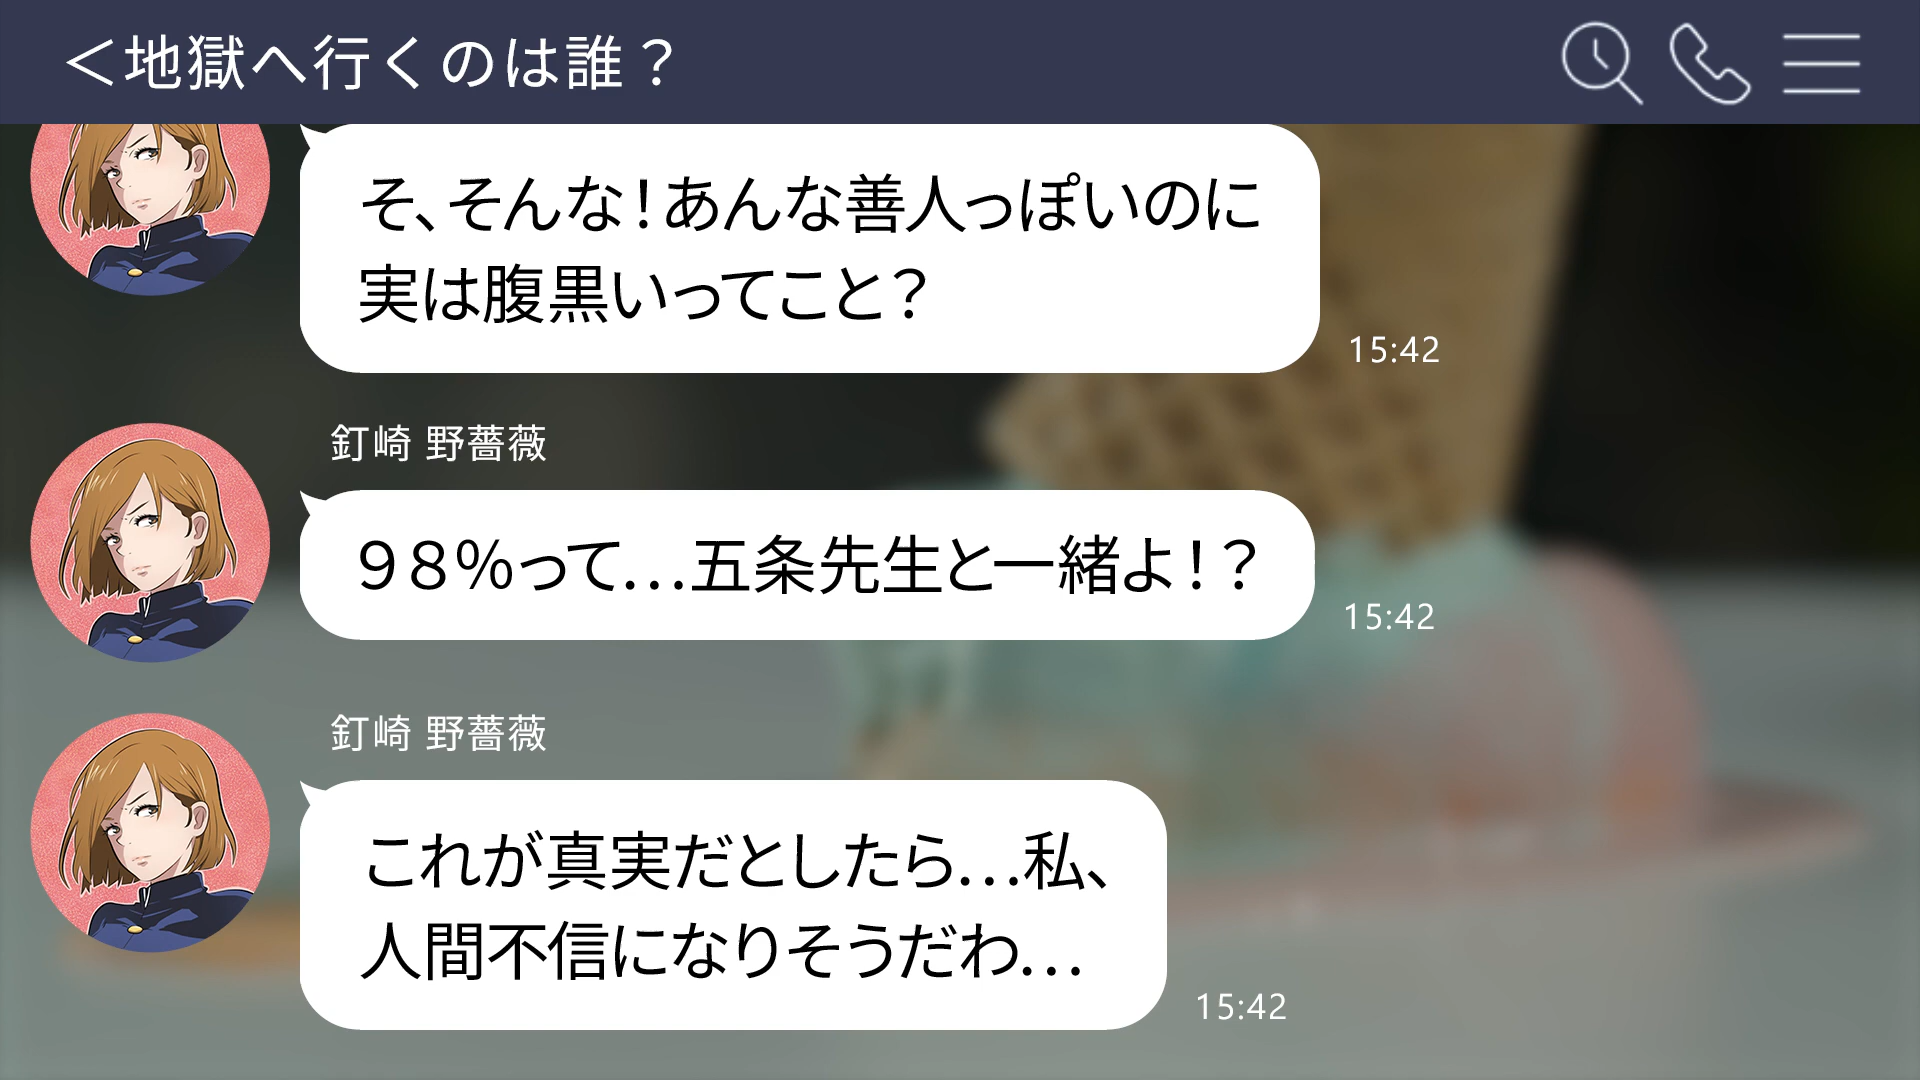 ＜地獄へ行くのは誰？
そ、そんな！あんな善人っぽいのに
実は腹黒いってこと？
15:42
釘崎 野薔薇
９８％って…五条先生と一緒よ！？
15:42
釘崎 野薔薇
これが真実だとしたら…私、
人間不信になりそうだわ…
15:42